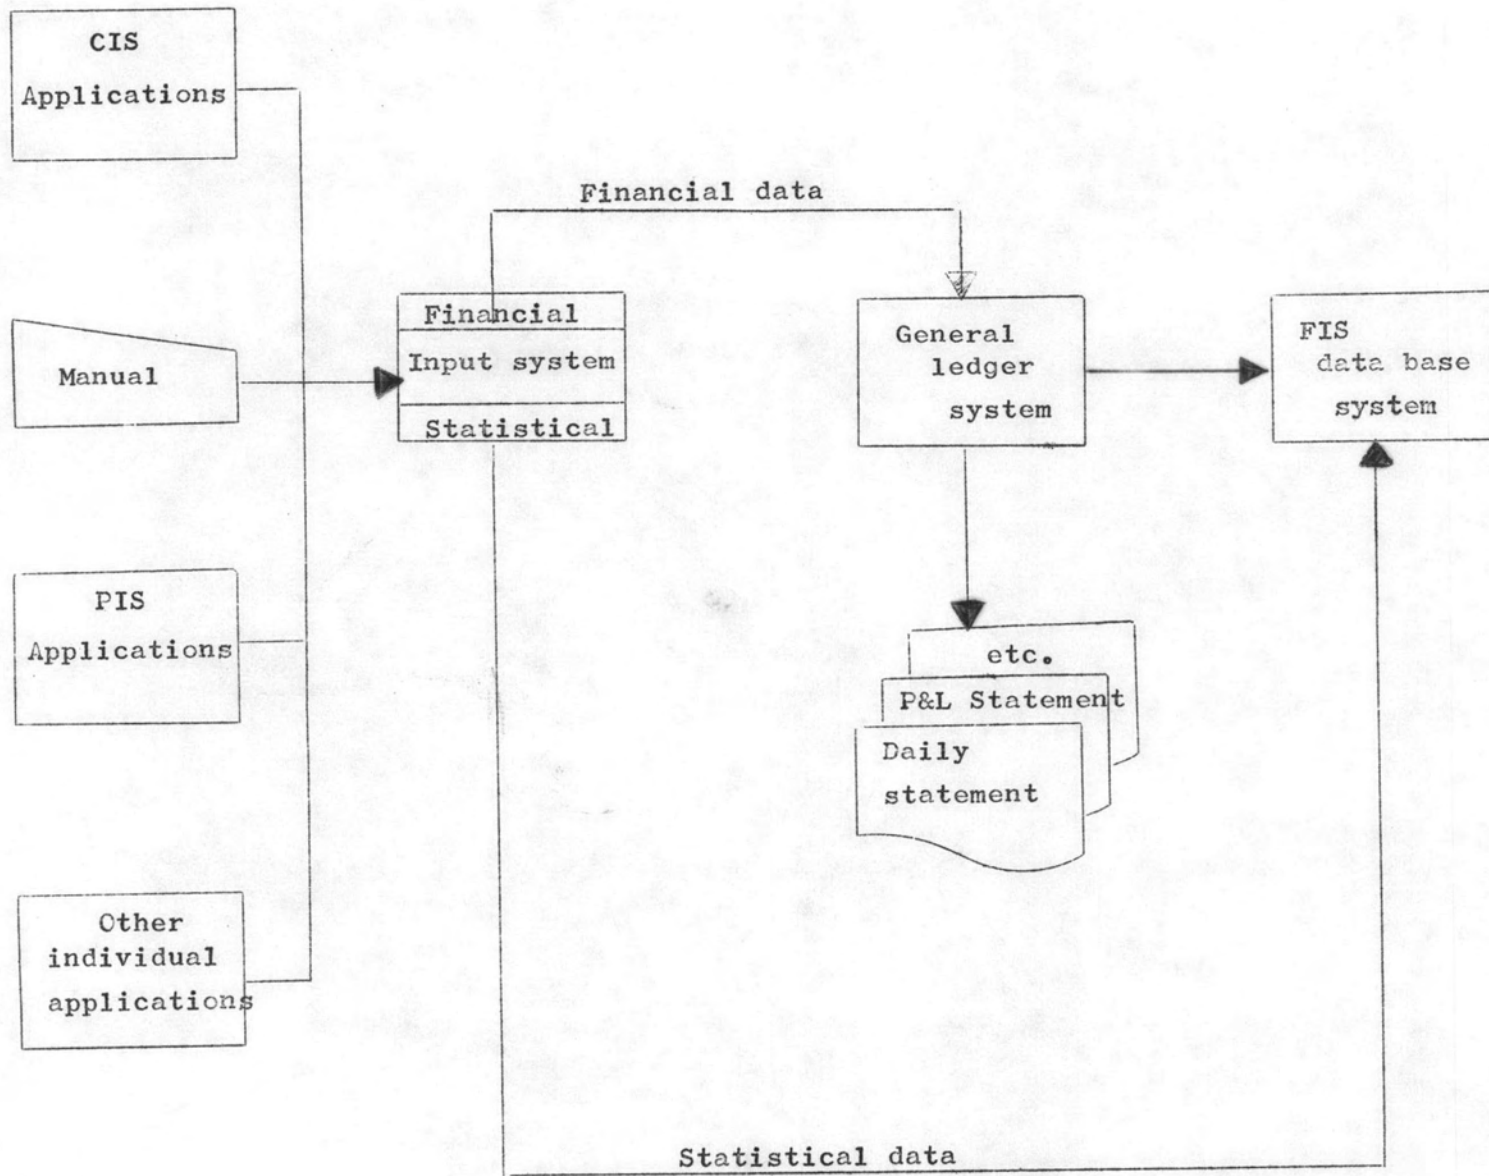 CIS
Applications
Financial data
Manual
Financial
Input system
Statistical
General
ledger
system
FIS
data base
system
PIS
Applications
etc.
P&L Statement
Daily
statement
Other
individual
applications
Statistical data